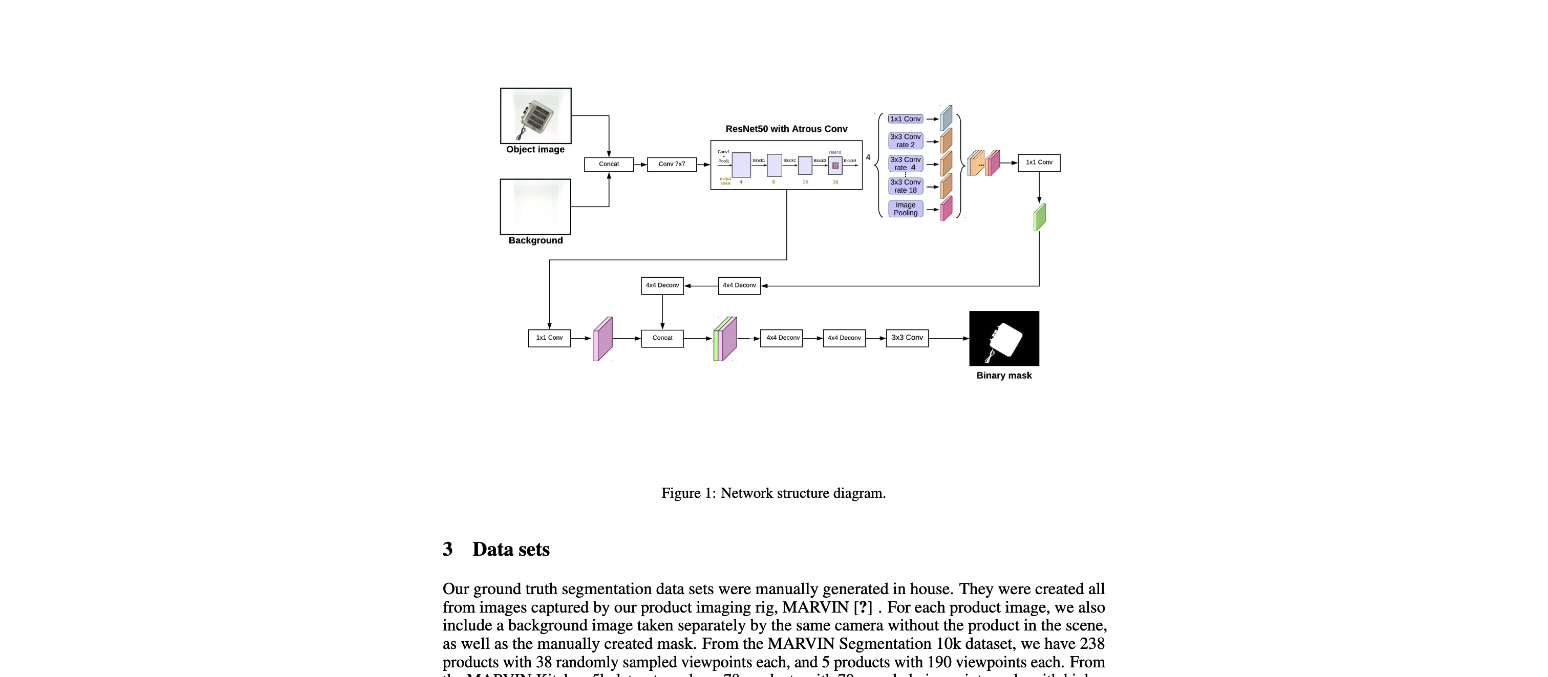 Object image
Background
Concat
Conv 7x7
ResNet50 with Atrous Conv
Conv1
+
Pool1
Block1
Block2
Block3
Block4
rate=2
output
stride
4
8
16
16
4
1x1 Conv
3x3 Conv
rate 2
3x3 Conv
rate 4
3x3 Conv
rate 18
Image
Pooling
...
1x1 Conv
4x4 Deconv
4x4 Deconv
1x1 Conv
Concat
4x4 Deconv
4x4 Deconv
3x3 Conv
Binary mask
Figure 1: Network structure diagram.
3 Data sets
Our ground truth segmentation data sets were manually generated in house. They were created all
from images captured by our product imaging rig, MARVIN [?] . For each product image, we also
include a background image taken separately by the same camera without the product in the scene,
as well as the manually created mask. From the MARVIN Segmentation 10k dataset, we have 238
products with 38 randomly sampled viewpoints each, and 5 products with 190 viewpoints each. From